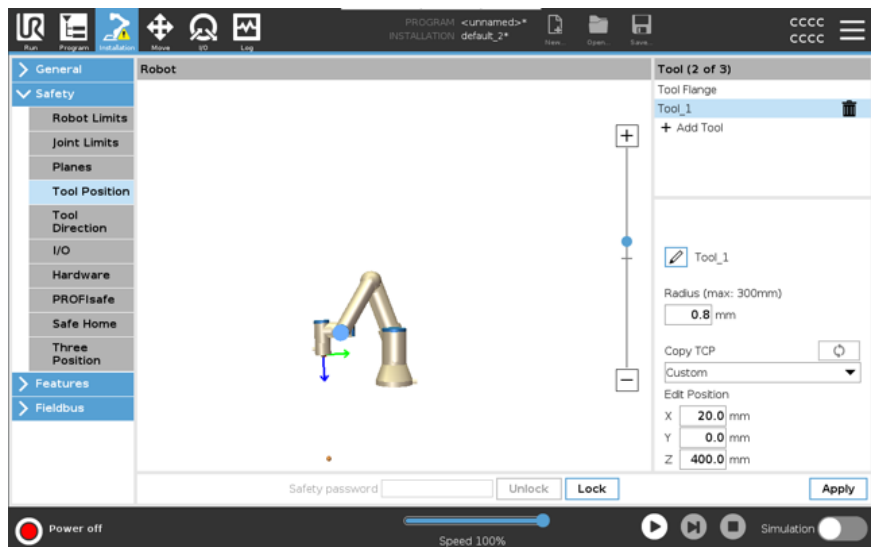 PROGRAM <unnamed>*
INSTALLATION default_2*
Run
Program
Installation
Move
I/O
Log
New...
Open...
Save...
CCCC
CCCC
General
Safety
Robot Limits
Joint Limits
Planes
Tool Position
Tool
Direction
I/O
Hardware
PROFIsafe
Safe Home
Three
Position
Features
Fieldbus
Robot
Tool (2 of 3)
Tool Flange
Tool_1
+ Add Tool
Tool_1
Radius (max: 300mm)
0.8 mm
Copy TCP
Custom
Edit Position
X 20.0 mm
Y 0.0 mm
Z 400.0 mm
Safety password
Unlock
Lock
Apply
Power off
Speed 100%
Simulation